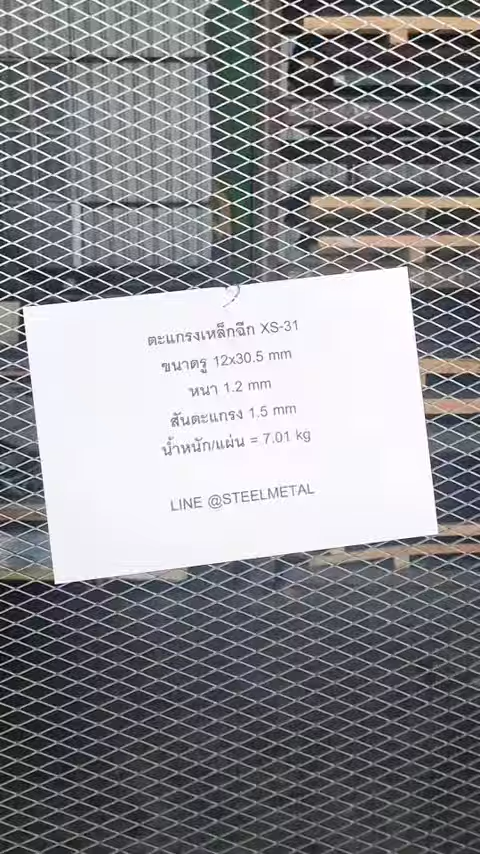 ตะแกรงเหล็กฉีก XS-31
ขนาดรู 12x30.5 mm
หนา 1.2 mm
สันตะแกรง 1.5 mm
น้ำหนัก/แผ่น = 7.01 kg
LINE @STEELMETAL